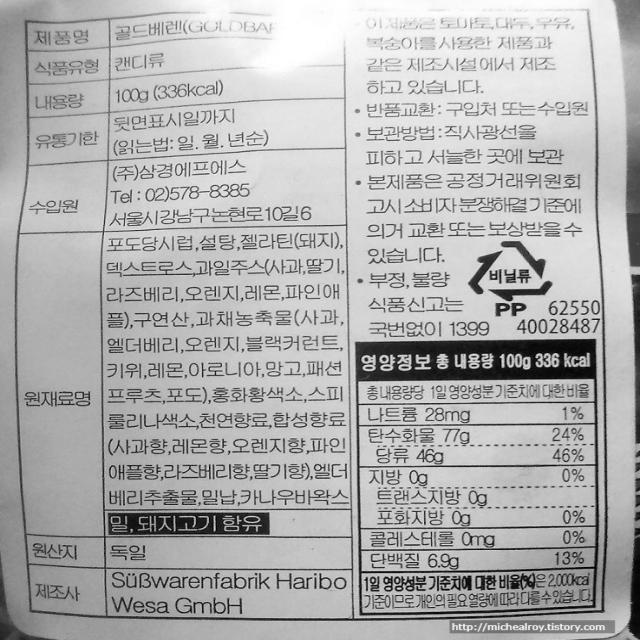 제품명 골드베렌(GOLDBA
식품유형 캔디류
내용량 100g (336kcal)
유통기한 뒷면표시일까지
(읽는법: 일. 월. 년순)
수입원 (주)삼경에프에스
Tel : 02)578-8385
서울시강남구논현로10길6
원재료명 포도당시럽,설탕,젤라틴(돼지),
덱스트로스,과일주스(사과,딸기,
라즈베리,오렌지,레몬,파인애
플),구연산,과채농축물(사과,
엘더베리,오렌지,블랙커런트,
키위,레몬,아로니아,망고,패션
프루츠,포도),홍화황색소,스피
룰리나색소,천연향료,합성향료
(사과향,레몬향,오렌지향,파인
애플향,라즈베리향,딸기향),엘더
베리추출물,밀납,카나우바왁스
밀, 돼지고기 함유
원산지 독일
제조사 Süßwarenfabrik Haribo
Wesa GmbH
이 제품은 토마토, 대두, 우유,
복숭아를 사용한 제품과
같은 제조시설에서 제조
하고 있습니다.
• 반품교환 : 구입처 또는 수입원
• 보관방법 : 직사광선을
피하고 서늘한 곳에 보관
• 본제품은 공정거래위원회
고시 소비자 분쟁해결 기준에
의거 교환 또는 보상받을 수
있습니다.
• 부정, 불량
식품신고는
국번없이 1399
비닐류
PP 62550
40028487
영양정보 총 내용량 100g 336 kcal
총 내용량당 1일 영양성분 기준치에 대한 비율
나트륨 28mg 1%
탄수화물 77g 24%
당류 46g 46%
지방 0g 0%
트랜스지방 0g
포화지방 0g 0%
콜레스테롤 0mg 0%
단백질 6.9g 13%
1일 영양성분 기준치에 대한 비율(%)은 2,000kcal
기준이므로 개인의 필요 열량에 따라 다를 수 있습니다.
http://michealroy.tistory.com